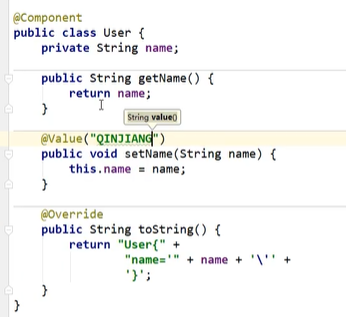 @Component
public class User {
    private String name;
    public String getName() {
        return name;
    }
String value()
    @Value("QINJIANG")
    public void setName(String name) {
        this.name = name;
    }
    @Override
    public String toString() {
        return "User{" +
                "name='" + name + '\'' +
                '}';
    }
}